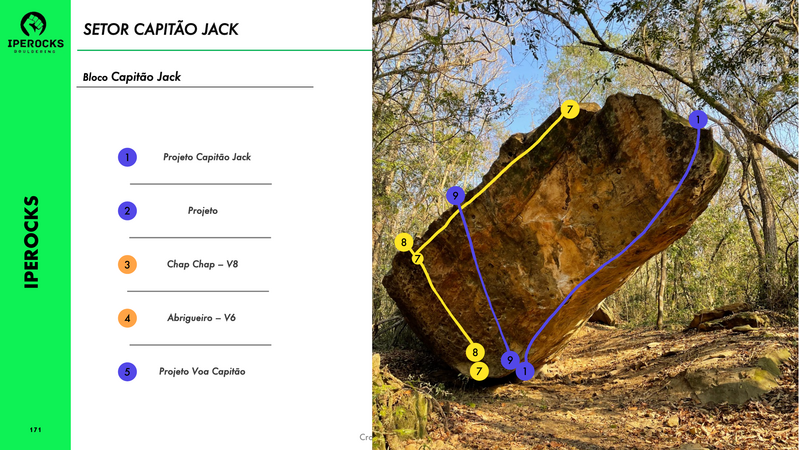 IPEROCKS
BOULDERING
SETOR CAPITÃO JACK
Bloco Capitão Jack
1 Projeto Capitão Jack
2 Projeto
3 Chap Chap – V8
4 Abrigueiro – V6
5 Projeto Voa Capitão
IPEROCKS
171
Cro
7
1
9
8
7
8
7
9
1